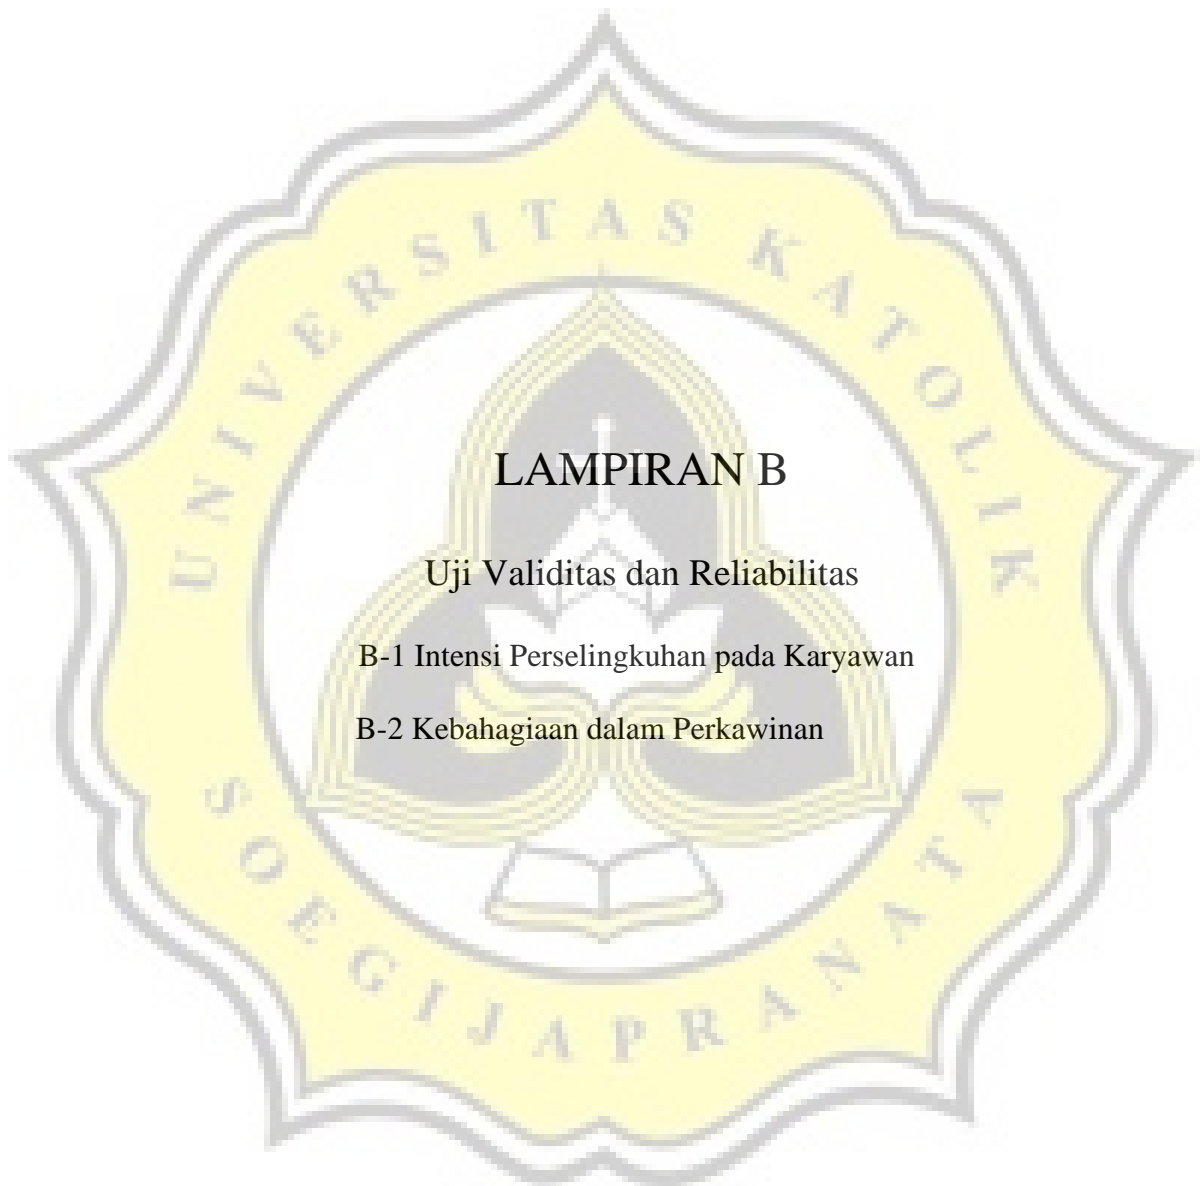 UNIVERSITAS KATOLIK
LAMPIRAN B
Uji Validitas dan Reliabilitas
B-1 Intensi Perselingkuhan pada Karyawan
B-2 Kebahagiaan dalam Perkawinan
SOEGIJAPRANATA